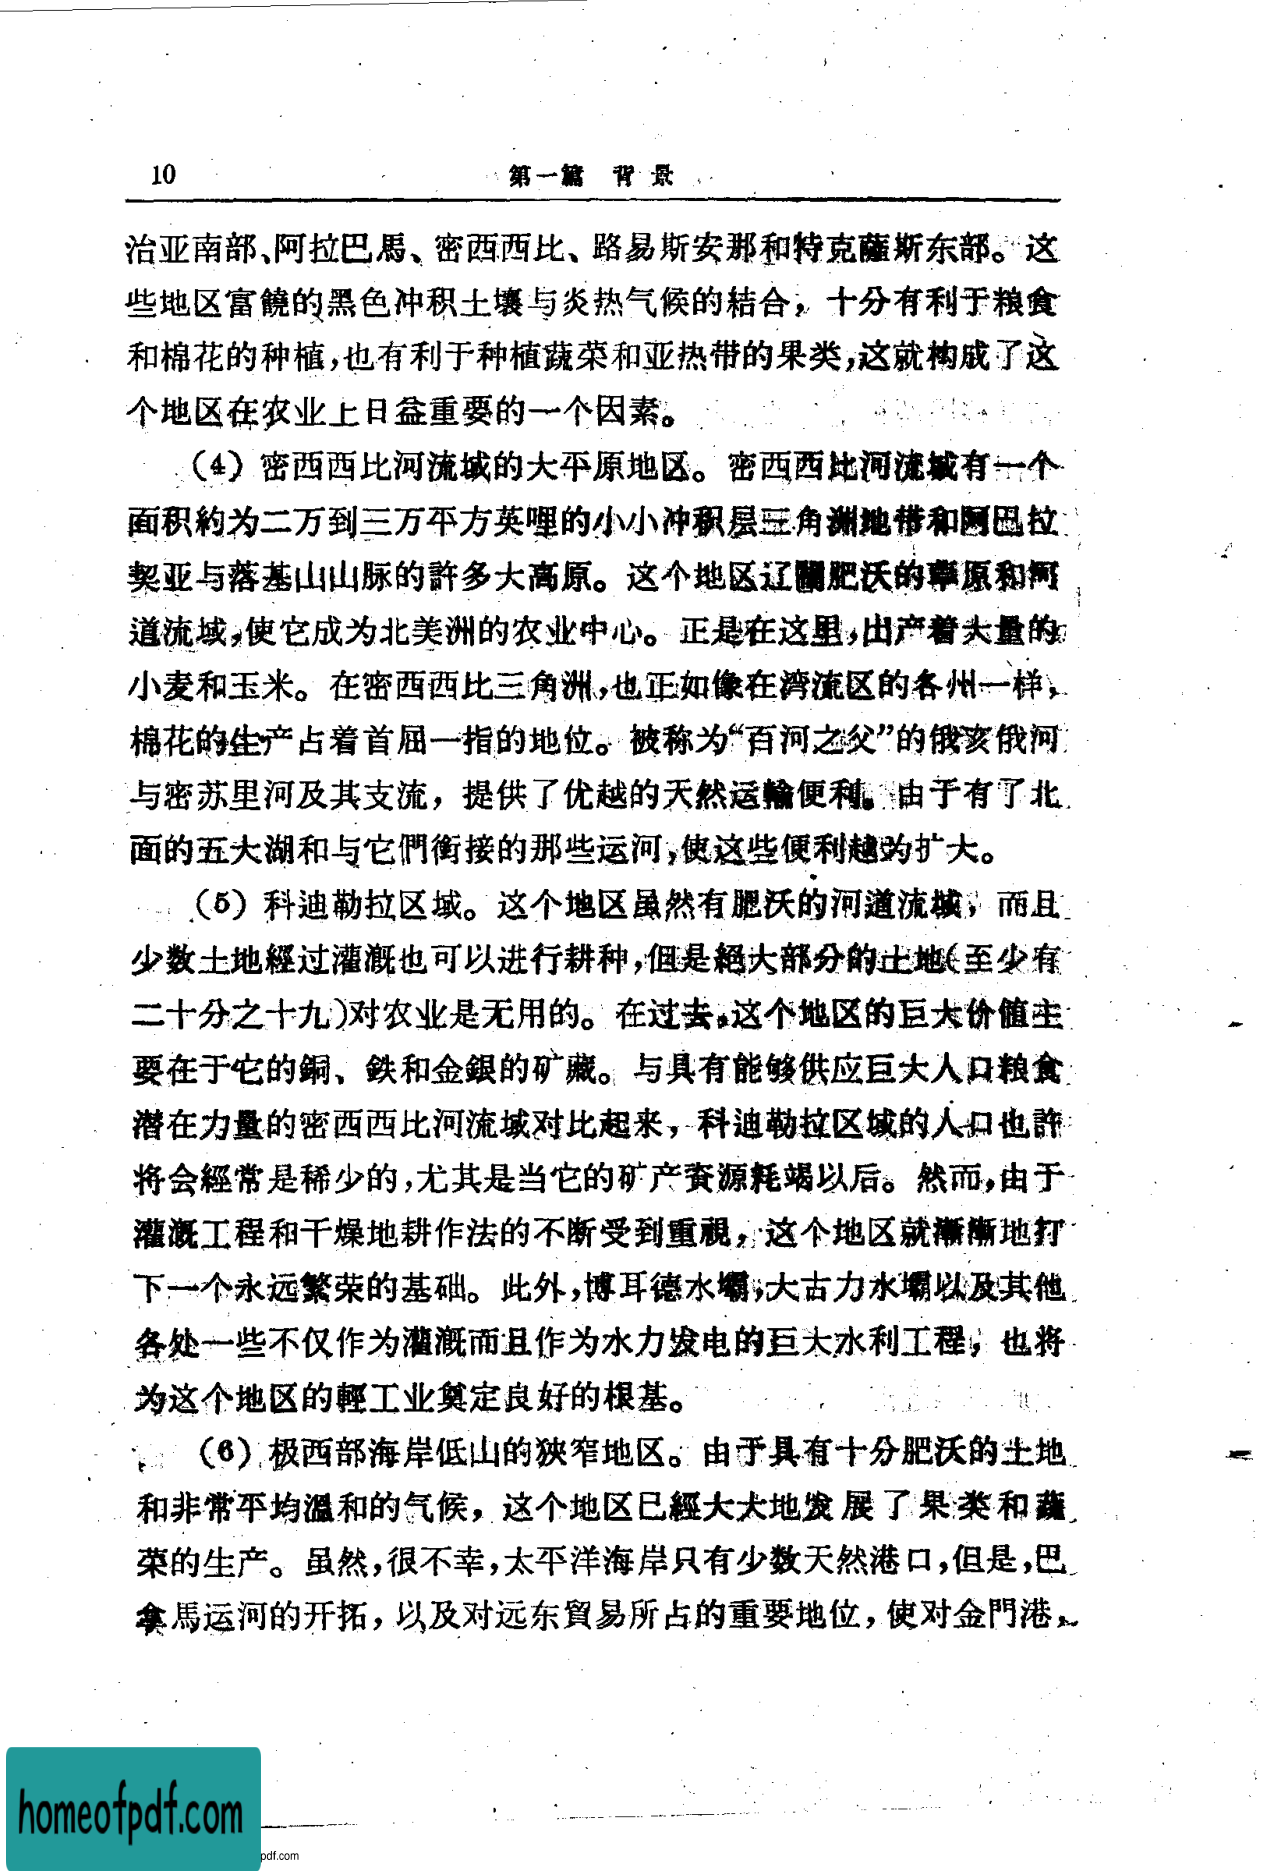 10 第一篇 背景
治亚南部、阿拉巴馬、密西西比、路易斯安那和特克薩斯东部。这
些地区富饒的黑色冲积土壤与炎热气候的結合，十分有利于粮食
和棉花的种植，也有利于种植蔬菜和亚热带的果类，这就构成了这
个地区在农业上日益重要的一个因素。
（4）密西西比河流域的大平原地区。密西西比河流域有一个
面积約为二万到三万平方英哩的小小冲积层三角洲地带和阿巴拉
契亚与落基山山脉的許多大高原。这个地区辽闊肥沃的草原和河
道流域，使它成为北美洲的农业中心。正是在这里，出产着大量的
小麦和玉米。在密西西比三角洲，也正如像在湾流区的各州一样，
棉花的生产占着首屈一指的地位。被称为“百河之父”的俄亥俄河
与密苏里河及其支流，提供了优越的天然运輸便利。由于有了北
面的五大湖和与它們衔接的那些运河，使这些便利越为扩大。
（5）科迪勒拉区域。这个地区虽然有肥沃的河道流域，而且
少数土地經过灌漑也可以进行耕种，但是絕大部分的土地（至少有
二十分之十九）对农业是无用的。在过去，这个地区的巨大价值主
要在于它的銅、鉄和金銀的矿藏。与具有能够供应巨大人口粮食
潜在力量的密西西比河流域对比起来，科迪勒拉区域的人口也許
将会經常是稀少的，尤其是当它的矿产資源耗竭以后。然而，由于
灌漑工程和干燥地耕作法的不断受到重視，这个地区就漸漸地打
下一个永远繁荣的基础。此外，博耳德水壩，大古力水壩以及其他
各处一些不仅作为灌漑而且作为水力发电的巨大水利工程，也将
为这个地区的輕工业奠定良好的根基。
（6）极西部海岸低山的狹窄地区。由于具有十分肥沃的土地
和非常平均溫和的气候，这个地区已經大大地发展了果类和蔬
菜的生产。虽然，很不幸，太平洋海岸只有少数天然港口，但是，巴
拿馬运河的开拓，以及对远东貿易所占的重要地位，使对金門港，
homeofpdf.com
pdf.com